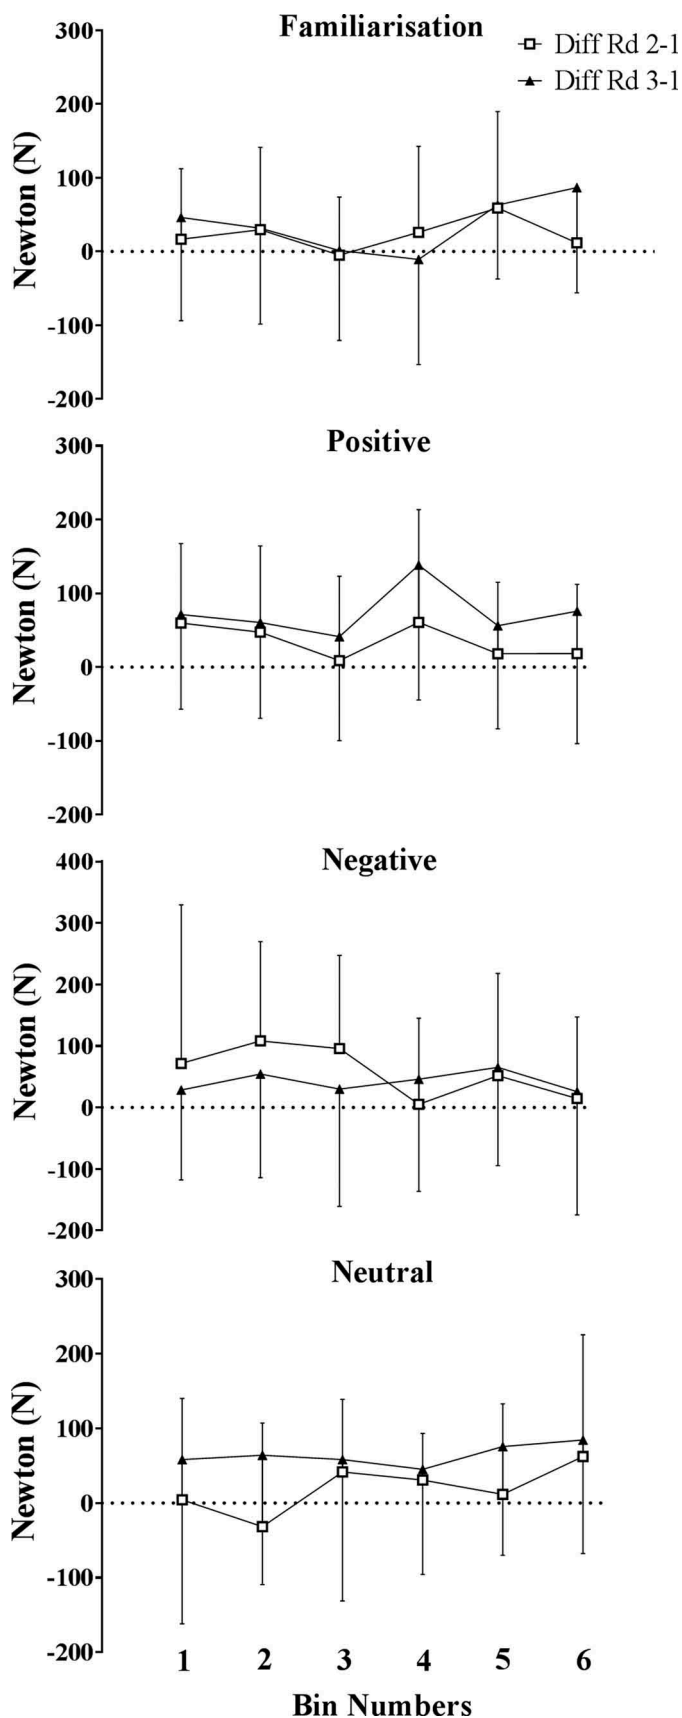 Familiarisation
Diff Rd 2-1
Diff Rd 3-1
Newton (N)
300
200
100
0
-100
-200
Positive
Newton (N)
300
200
100
0
-100
-200
Negative
Newton (N)
400
300
200
100
0
-100
-200
Neutral
Newton (N)
300
200
100
0
-100
-200
1 2 3 4 5 6
Bin Numbers